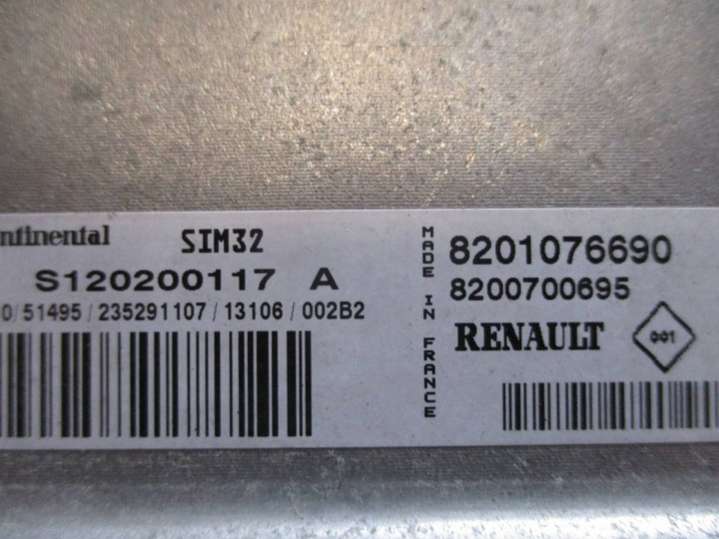 ntinental SIM32
S120200117 A
0/51495/235291107/13106/002B2
MADE IN FRANCE
8201076690
8200700695
RENAULT
001